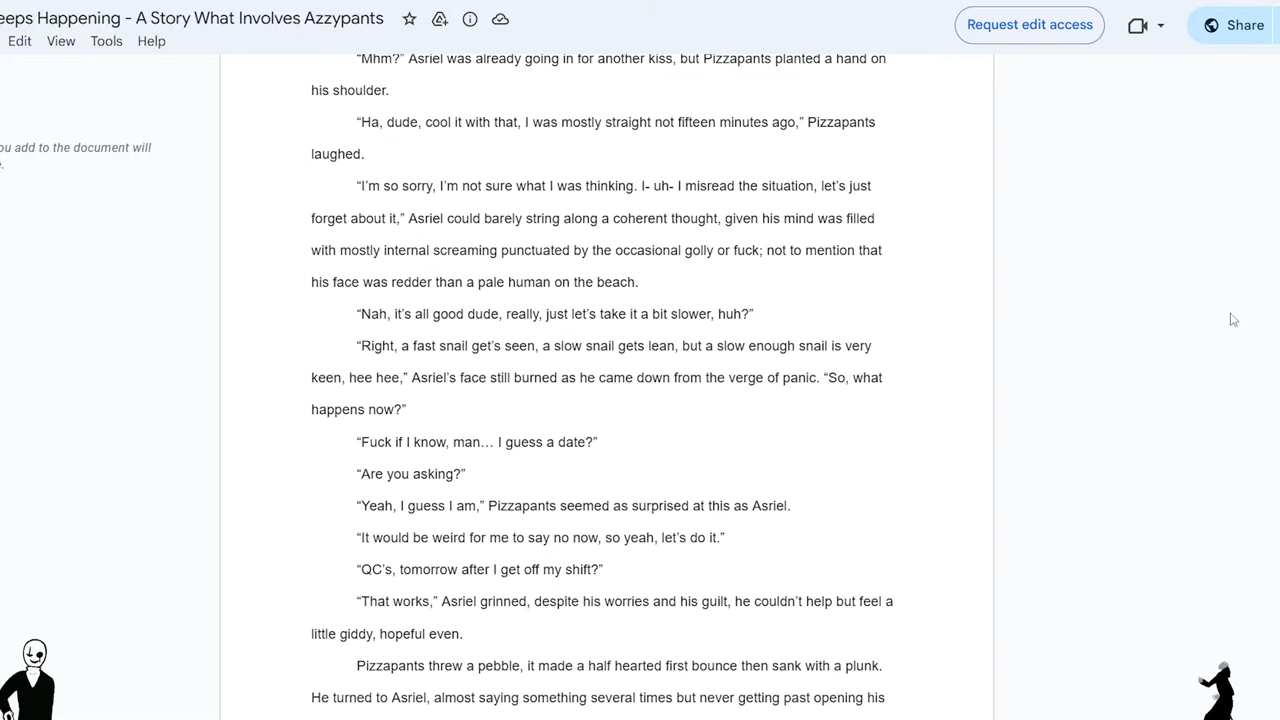 eeps Happening - A Story What Involves Azzypants
Request edit access
Share
Edit View Tools Help
“Mhm?” Asriel was already going in for another kiss, but Pizzapants planted a hand on
his shoulder.
“Ha, dude, cool it with that, I was mostly straight not fifteen minutes ago,” Pizzapants
laughed.
ou add to the document will
e.
“I’m so sorry, I’m not sure what I was thinking. I- uh- I misread the situation, let’s just
forget about it,” Asriel could barely string along a coherent thought, given his mind was filled
with mostly internal screaming punctuated by the occasional golly or fuck; not to mention that
his face was redder than a pale human on the beach.
“Nah, it’s all good dude, really, just let’s take it a bit slower, huh?”
“Right, a fast snail get’s seen, a slow snail gets lean, but a slow enough snail is very
keen, hee hee,” Asriel’s face still burned as he came down from the verge of panic. “So, what
happens now?”
“Fuck if I know, man… I guess a date?”
“Are you asking?”
“Yeah, I guess I am,” Pizzapants seemed as surprised at this as Asriel.
“It would be weird for me to say no now, so yeah, let’s do it.”
“QC’s, tomorrow after I get off my shift?”
“That works,” Asriel grinned, despite his worries and his guilt, he couldn’t help but feel a
little giddy, hopeful even.
Pizzapants threw a pebble, it made a half hearted first bounce then sank with a plunk.
He turned to Asriel, almost saying something several times but never getting past opening his